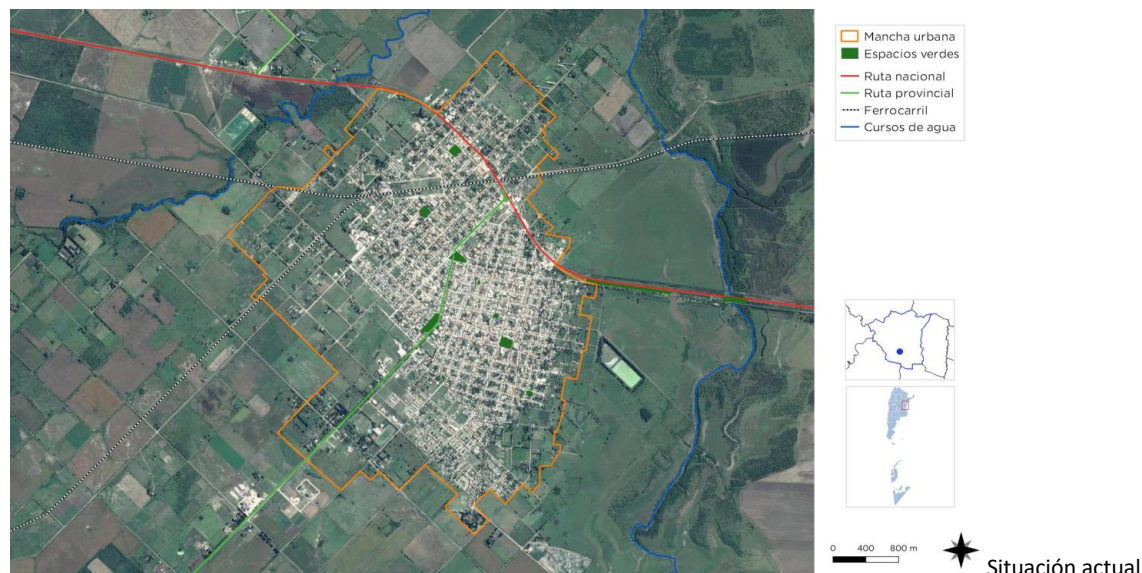 Mancha urbana
Espacios verdes
Ruta nacional
Ruta provincial
Ferrocarril
Cursos de agua
0 400 800 m
Situación actual